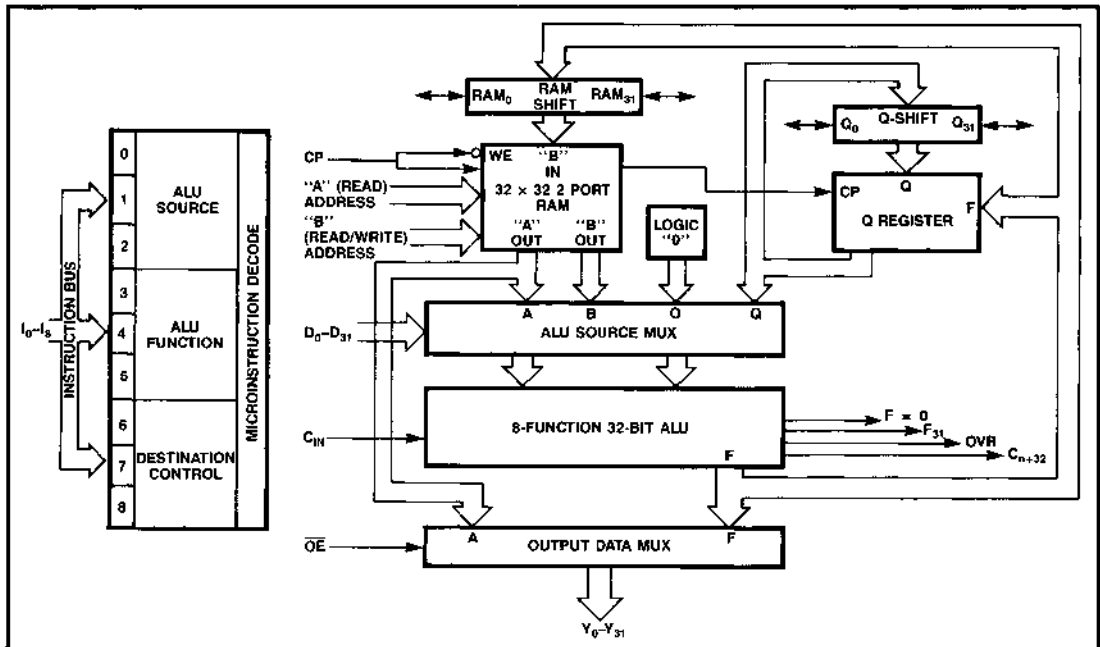 RAM₀ RAM SHIFT RAM₃₁
Q₀ Q-SHIFT Q₃₁
CP
WE "B" IN
32 × 32 2 PORT RAM
"A" OUT "B" OUT
"A" (READ) ADDRESS
"B" (READ/WRITE) ADDRESS
LOGIC "0"
CP Q F
Q REGISTER
I₀–I₈
INSTRUCTION BUS
0
1
2
3
4
5
6
7
8
ALU SOURCE
ALU FUNCTION
DESTINATION CONTROL
MICROINSTRUCTION DECODE
D₀–D₃₁
A B O Q
ALU SOURCE MUX
8-FUNCTION 32-BIT ALU
F
C_IN
F = 0
F₃₁
OVR
Cₙ₊₃₂
O̅E̅
A F
OUTPUT DATA MUX
Y₀–Y₃₁